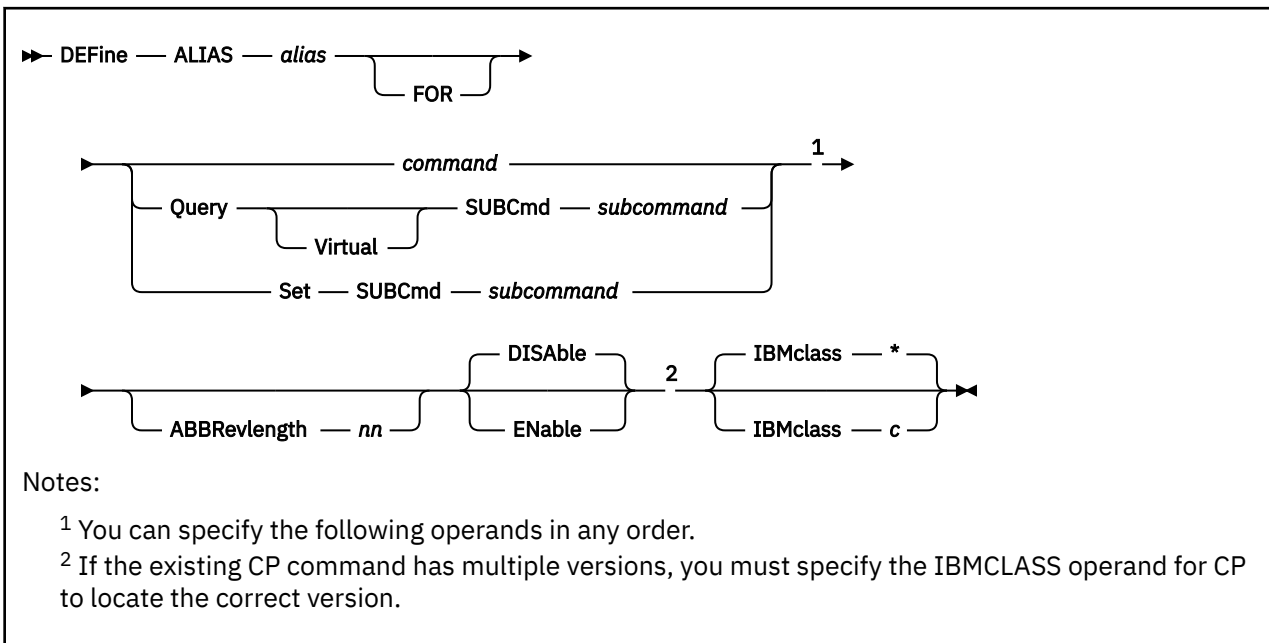 DEFine ALIAS alias
FOR
command 1
Query SUBCmd subcommand
Virtual
Set SUBCmd subcommand
DISAble 2 IBMclass *
ABBRevlength nn ENable IBMclass c
Notes:
1 You can specify the following operands in any order.
2 If the existing CP command has multiple versions, you must specify the IBMCLASS operand for CP
to locate the correct version.